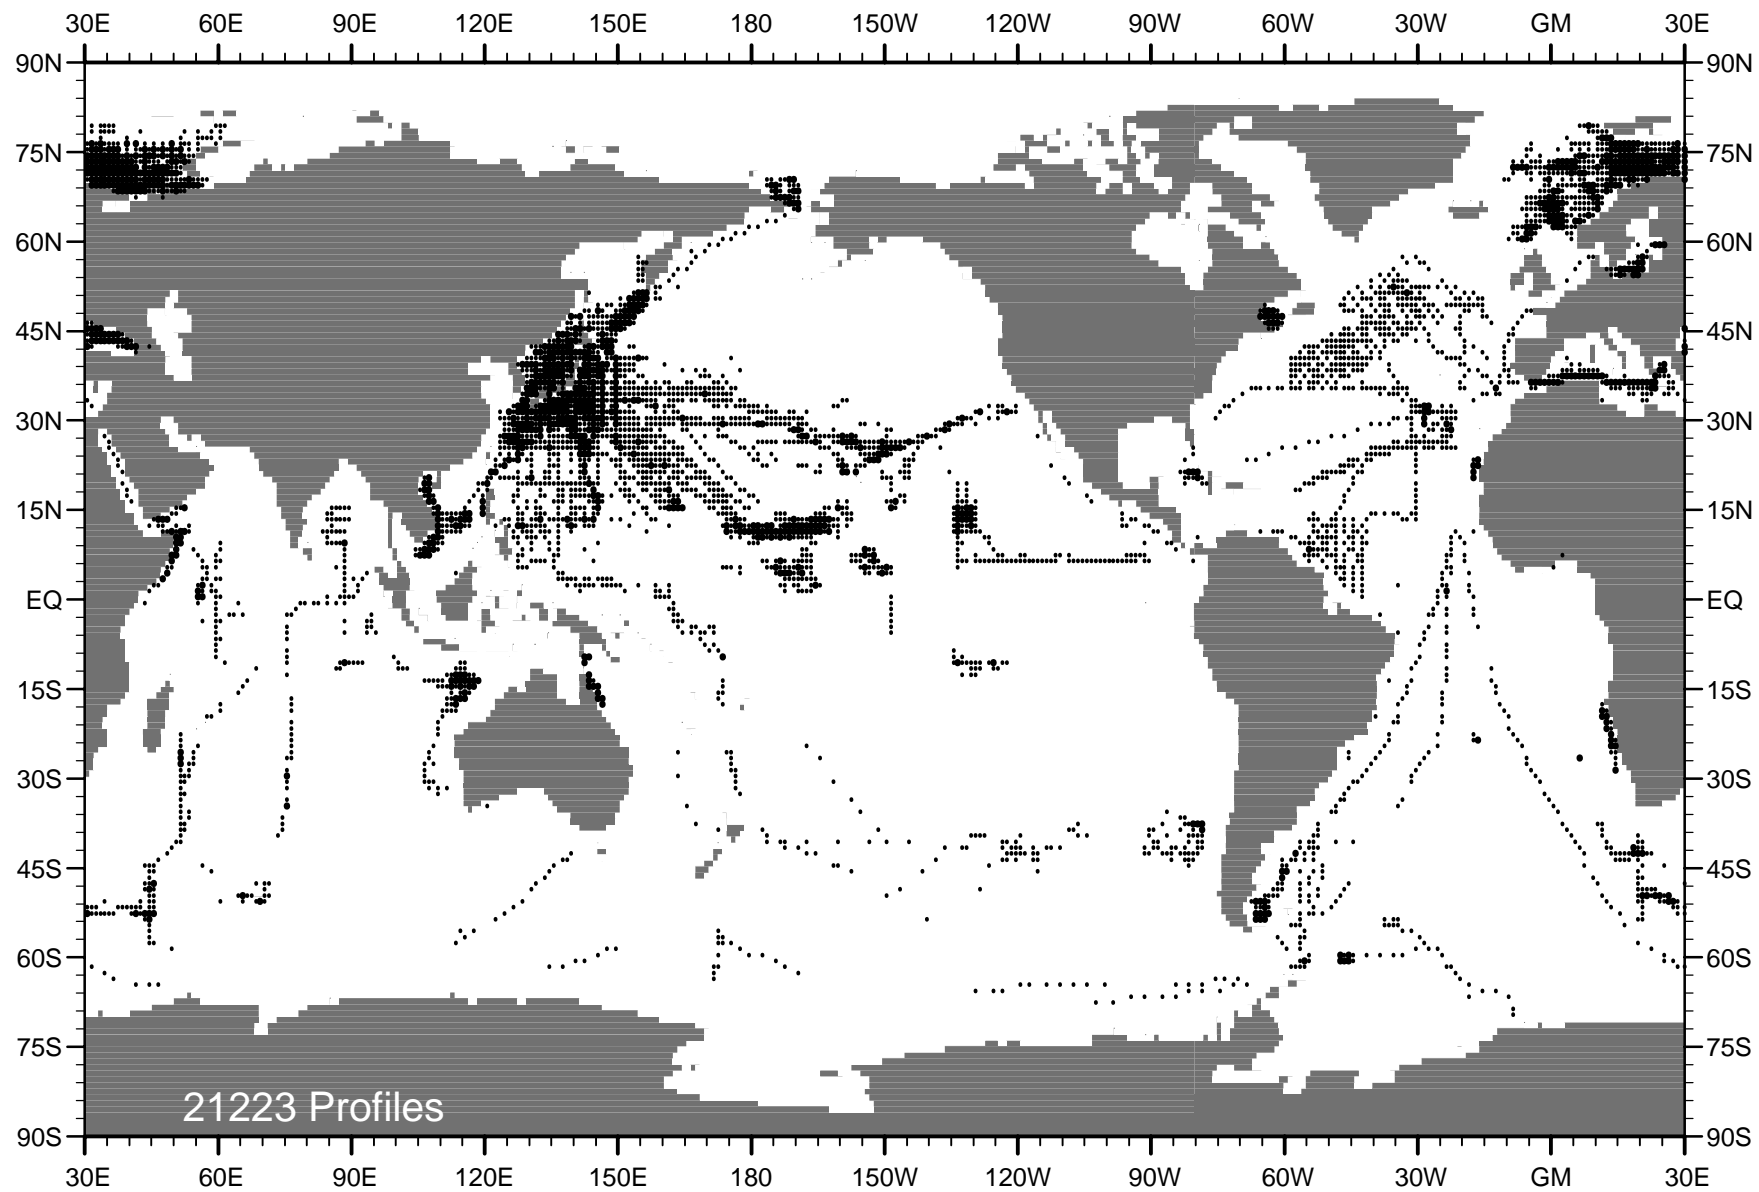 30E 60E 90E 120E 150E 180 150W 120W 90W 60W 30W GM 30E
90N 90N
75N 75N
60N 60N
45N 45N
30N 30N
15N 15N
EQ EQ
15S 15S
30S 30S
45S 45S
60S 60S
75S 75S
21223 Profiles
90S 90S
30E 60E 90E 120E 150E 180 150W 120W 90W 60W 30W GM 30E